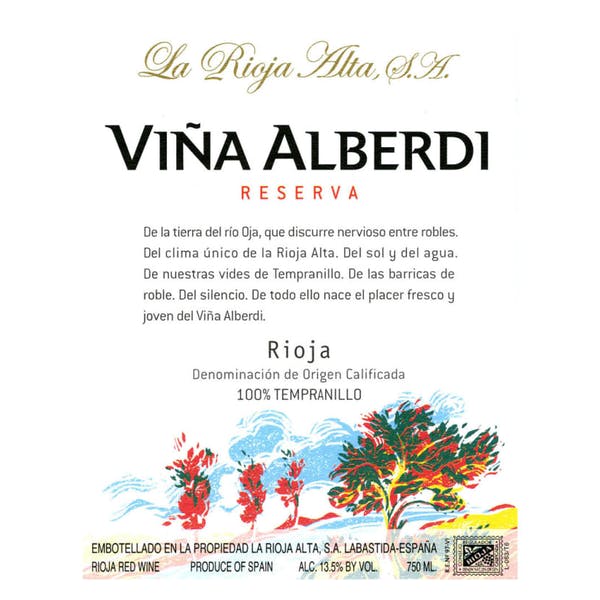 La Rioja Alta, S.A.
VIÑA ALBERDI
RESERVA
De la tierra del río Oja, que discurre nervioso entre robles.
Del clima único de la Rioja Alta. Del sol y del agua.
De nuestras vides de Tempranillo. De las barricas de
roble. Del silencio. De todo ello nace el placer fresco y
joven del Viña Alberdi.
Rioja
Denominación de Origen Calificada
100% TEMPRANILLO
EMBOTELLADO EN LA PROPIEDAD LA RIOJA ALTA, S.A. LABASTIDA-ESPAÑA
RIOJA RED WINE PRODUCE OF SPAIN ALC. 13.5% BY VOL. 750 ML.
RIOJA